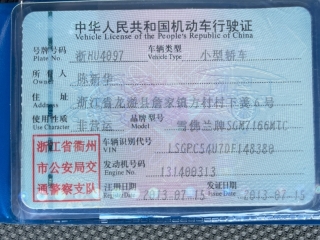 中华人民共和国机动车行驶证
Vehicle License of the People's Republic of China
号牌号码 浙HU4097 车辆类型 小型轿车
Plate No. Vehicle Type
所有人 陈新华
Owner
住址 浙江省龙游县詹家镇方村村下黄6号
Address
使用性质 非营运 品牌型号 雪佛兰牌SGM7166MTC
Use Character Model
浙江省衢州 车辆识别代号 LSGPC54U7DF148380
市公安局交 VIN
通警察支队 发动机号码 131400313
Engine No.
注册日期 2013-07-15 发证日期 2013-07-15
Register Date Issue Date